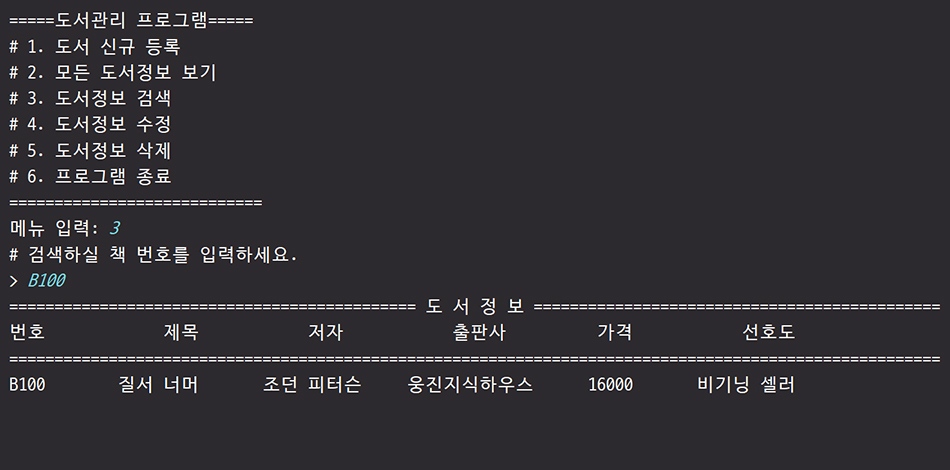 =====도서관리 프로그램=====
# 1. 도서 신규 등록
# 2. 모든 도서정보 보기
# 3. 도서정보 검색
# 4. 도서정보 수정
# 5. 도서정보 삭제
# 6. 프로그램 종료
============================
메뉴 입력: 3
# 검색하실 책 번호를 입력하세요.
> B100
============================================= 도 서 정 보 =============================================
번호 제목 저자 출판사 가격 선호도
=======================================================================================================
B100 질서 너머 조던 피터슨 웅진지식하우스 16000 비기닝 셀러